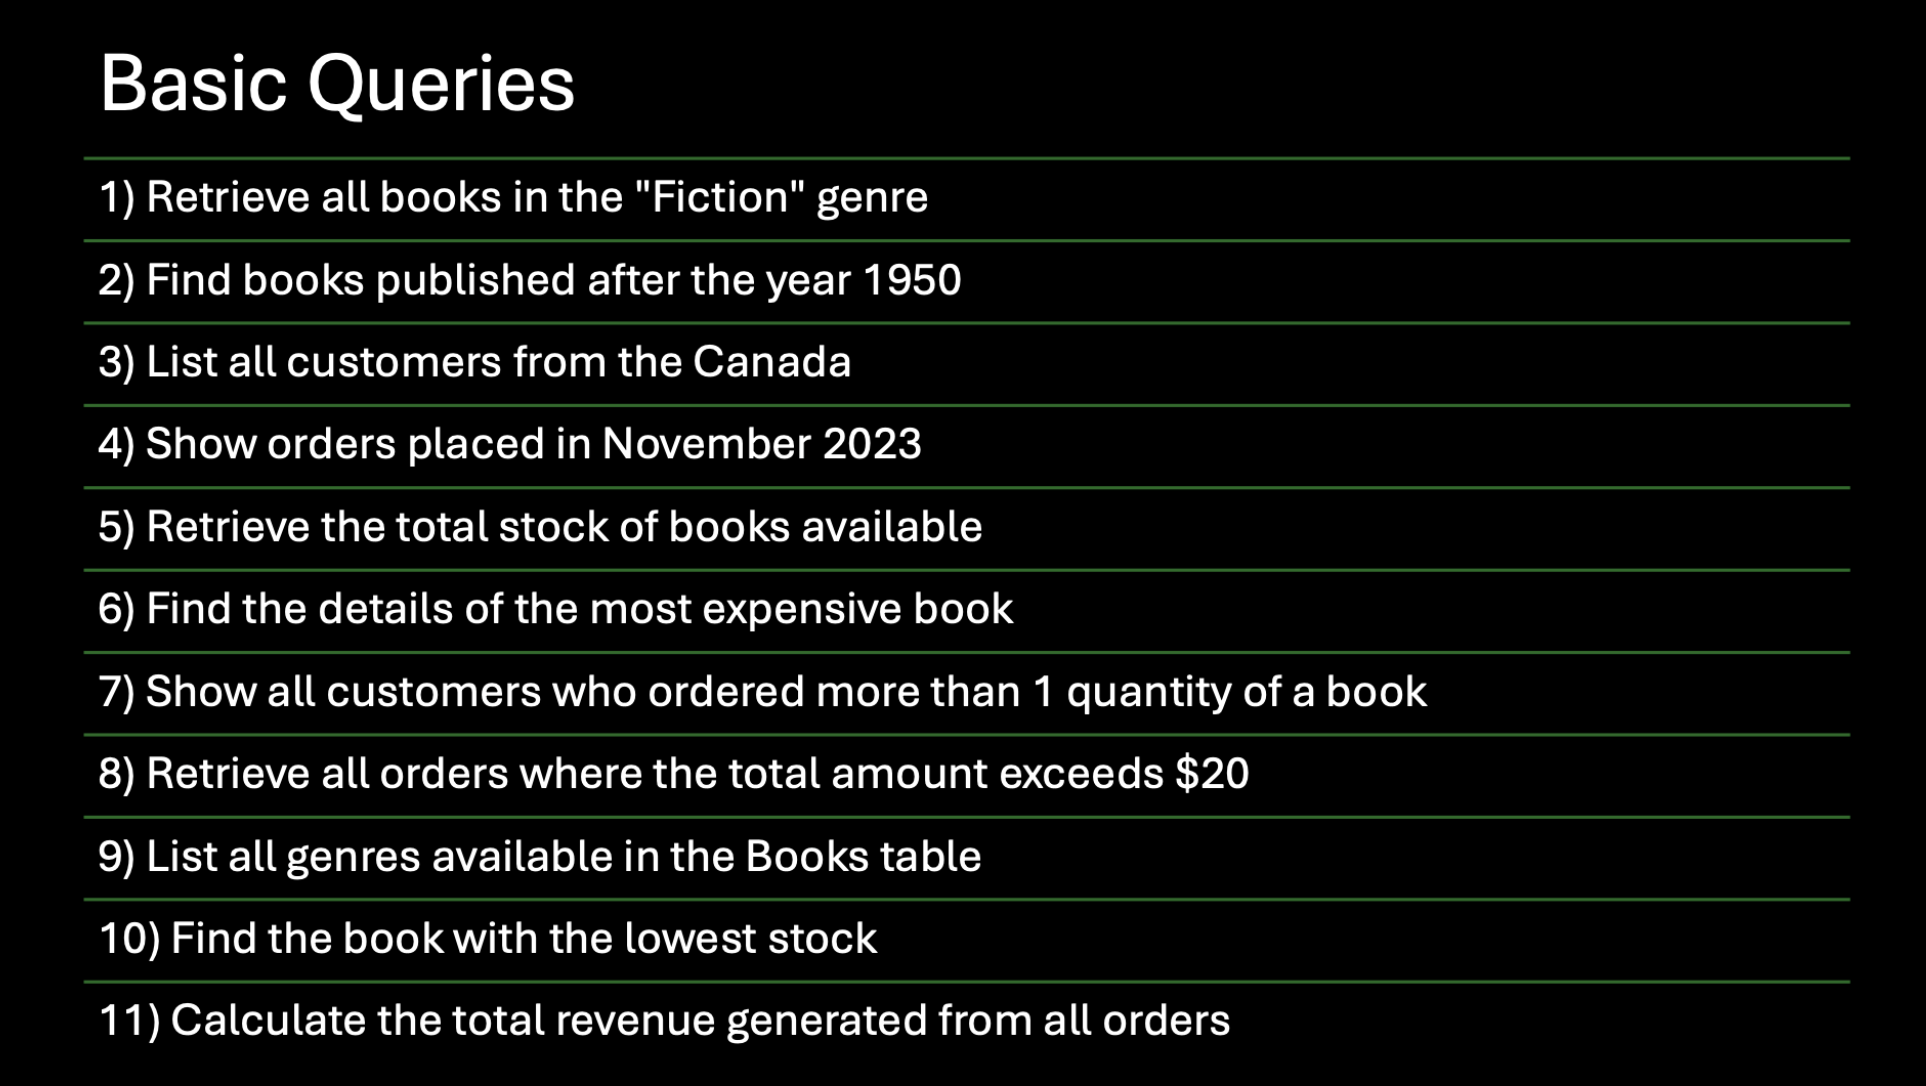 Basic Queries
1) Retrieve all books in the "Fiction" genre
2) Find books published after the year 1950
3) List all customers from the Canada
4) Show orders placed in November 2023
5) Retrieve the total stock of books available
6) Find the details of the most expensive book
7) Show all customers who ordered more than 1 quantity of a book
8) Retrieve all orders where the total amount exceeds $20
9) List all genres available in the Books table
10) Find the book with the lowest stock
11) Calculate the total revenue generated from all orders